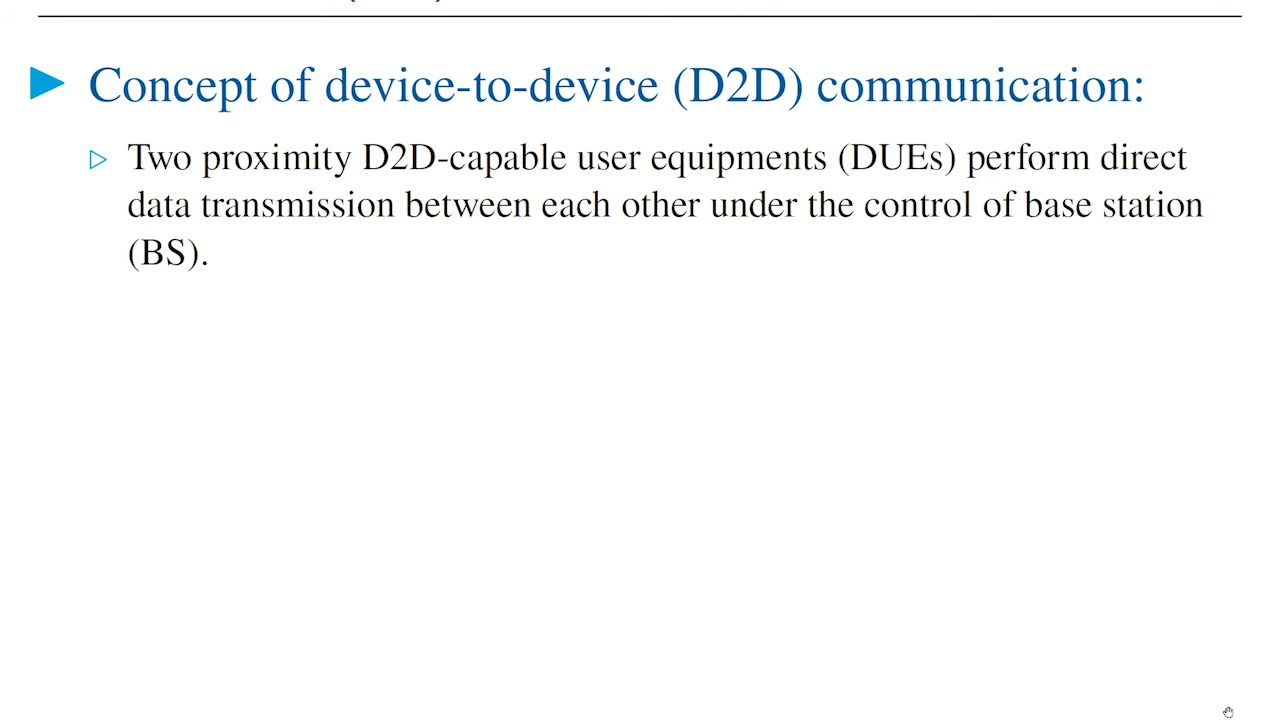 Concept of device-to-device (D2D) communication:
Two proximity D2D-capable user equipments (DUEs) perform direct
data transmission between each other under the control of base station
(BS).